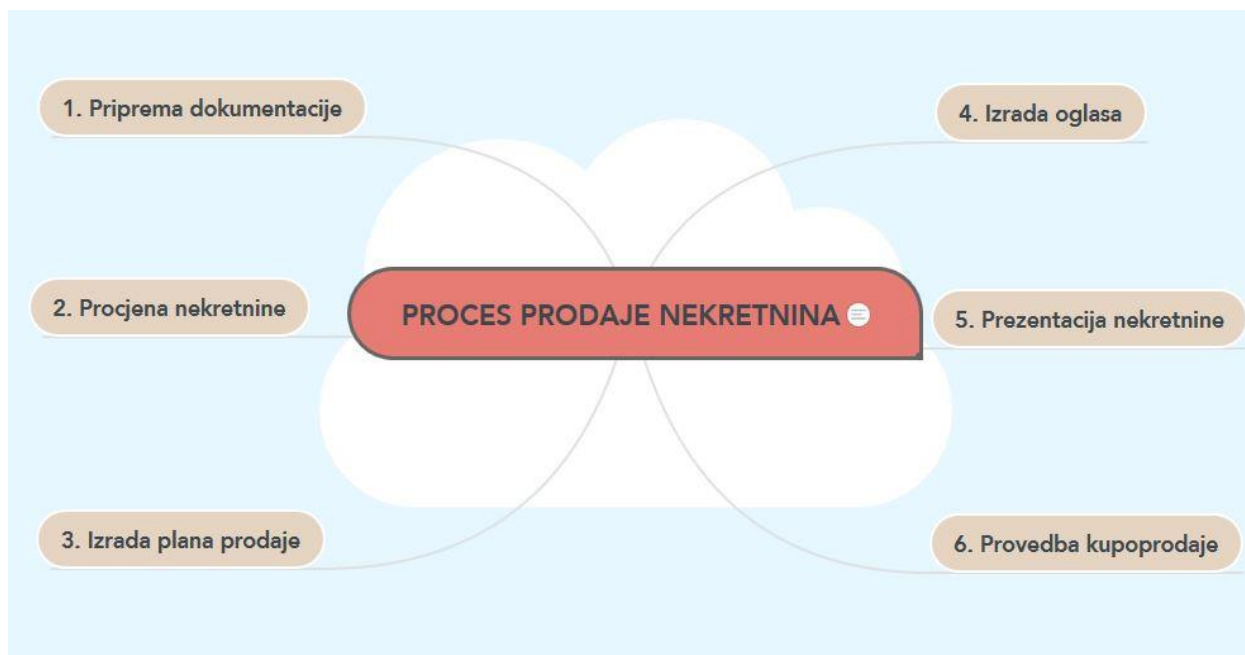 1. Priprema dokumentacije
2. Procjena nekretnine
3. Izrada plana prodaje
PROCES PRODAJE NEKRETNINA
4. Izrada oglasa
5. Prezentacija nekretnine
6. Provedba kupoprodaje